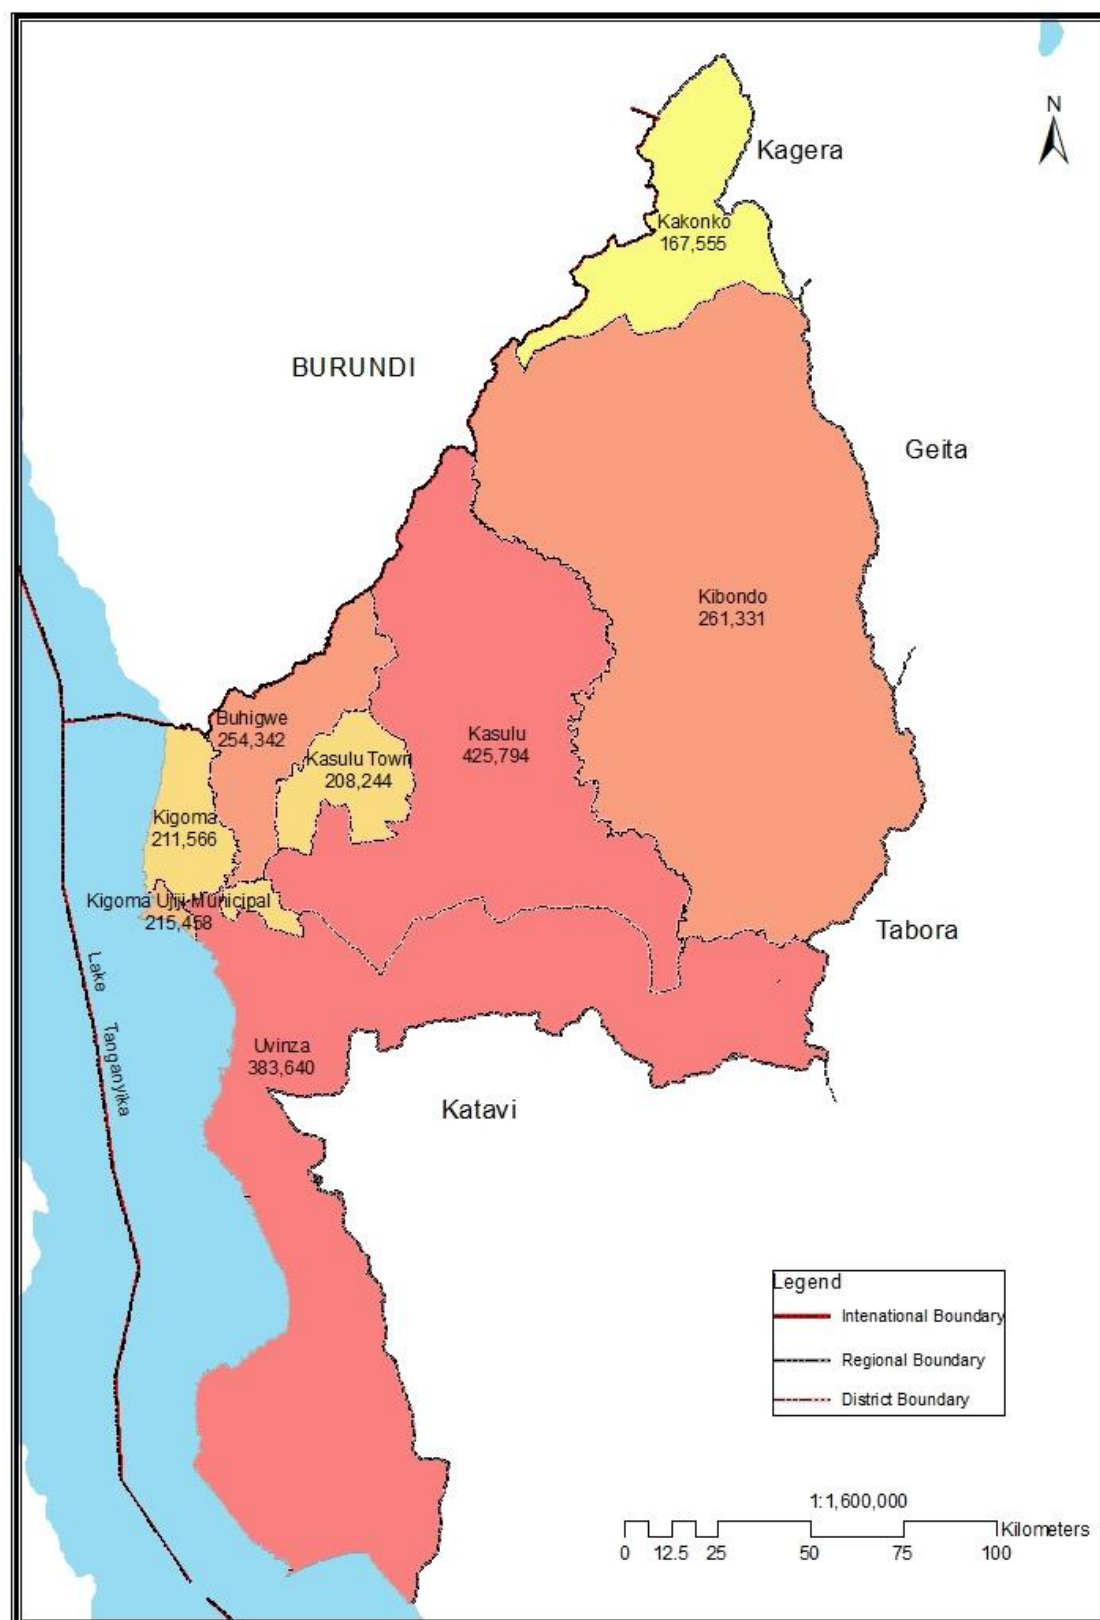 N
Kagera
Kakonko
167,555
BURUNDI
Geita
Kibondo
261,331
Buhigwe
254,342
Kasulu
425,794
Kasulu Town
208,244
Kigoma
211,566
Kigoma Ujiji Municipal
215,458
Tabora
Lake Tanganyika
Uvinza
383,640
Katavi
Legend
Intenational Boundary
Regional Boundary
District Boundary
1:1,600,000
Kilometers
0 12.5 25 50 75 100